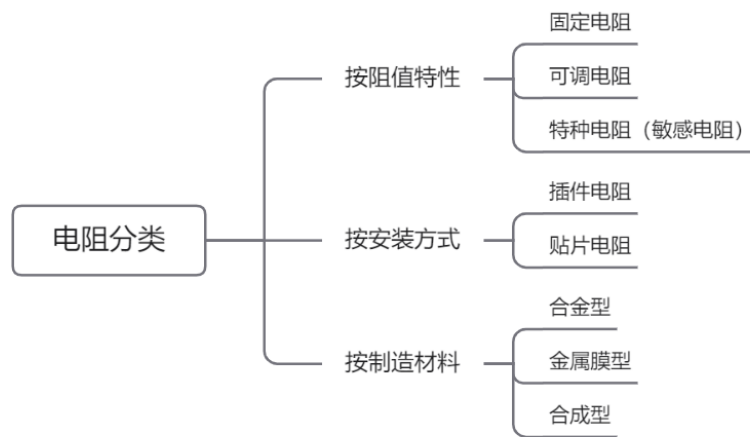 电阻分类
按阻值特性
固定电阻
可调电阻
特种电阻（敏感电阻）
按安装方式
插件电阻
贴片电阻
按制造材料
合金型
金属膜型
合成型